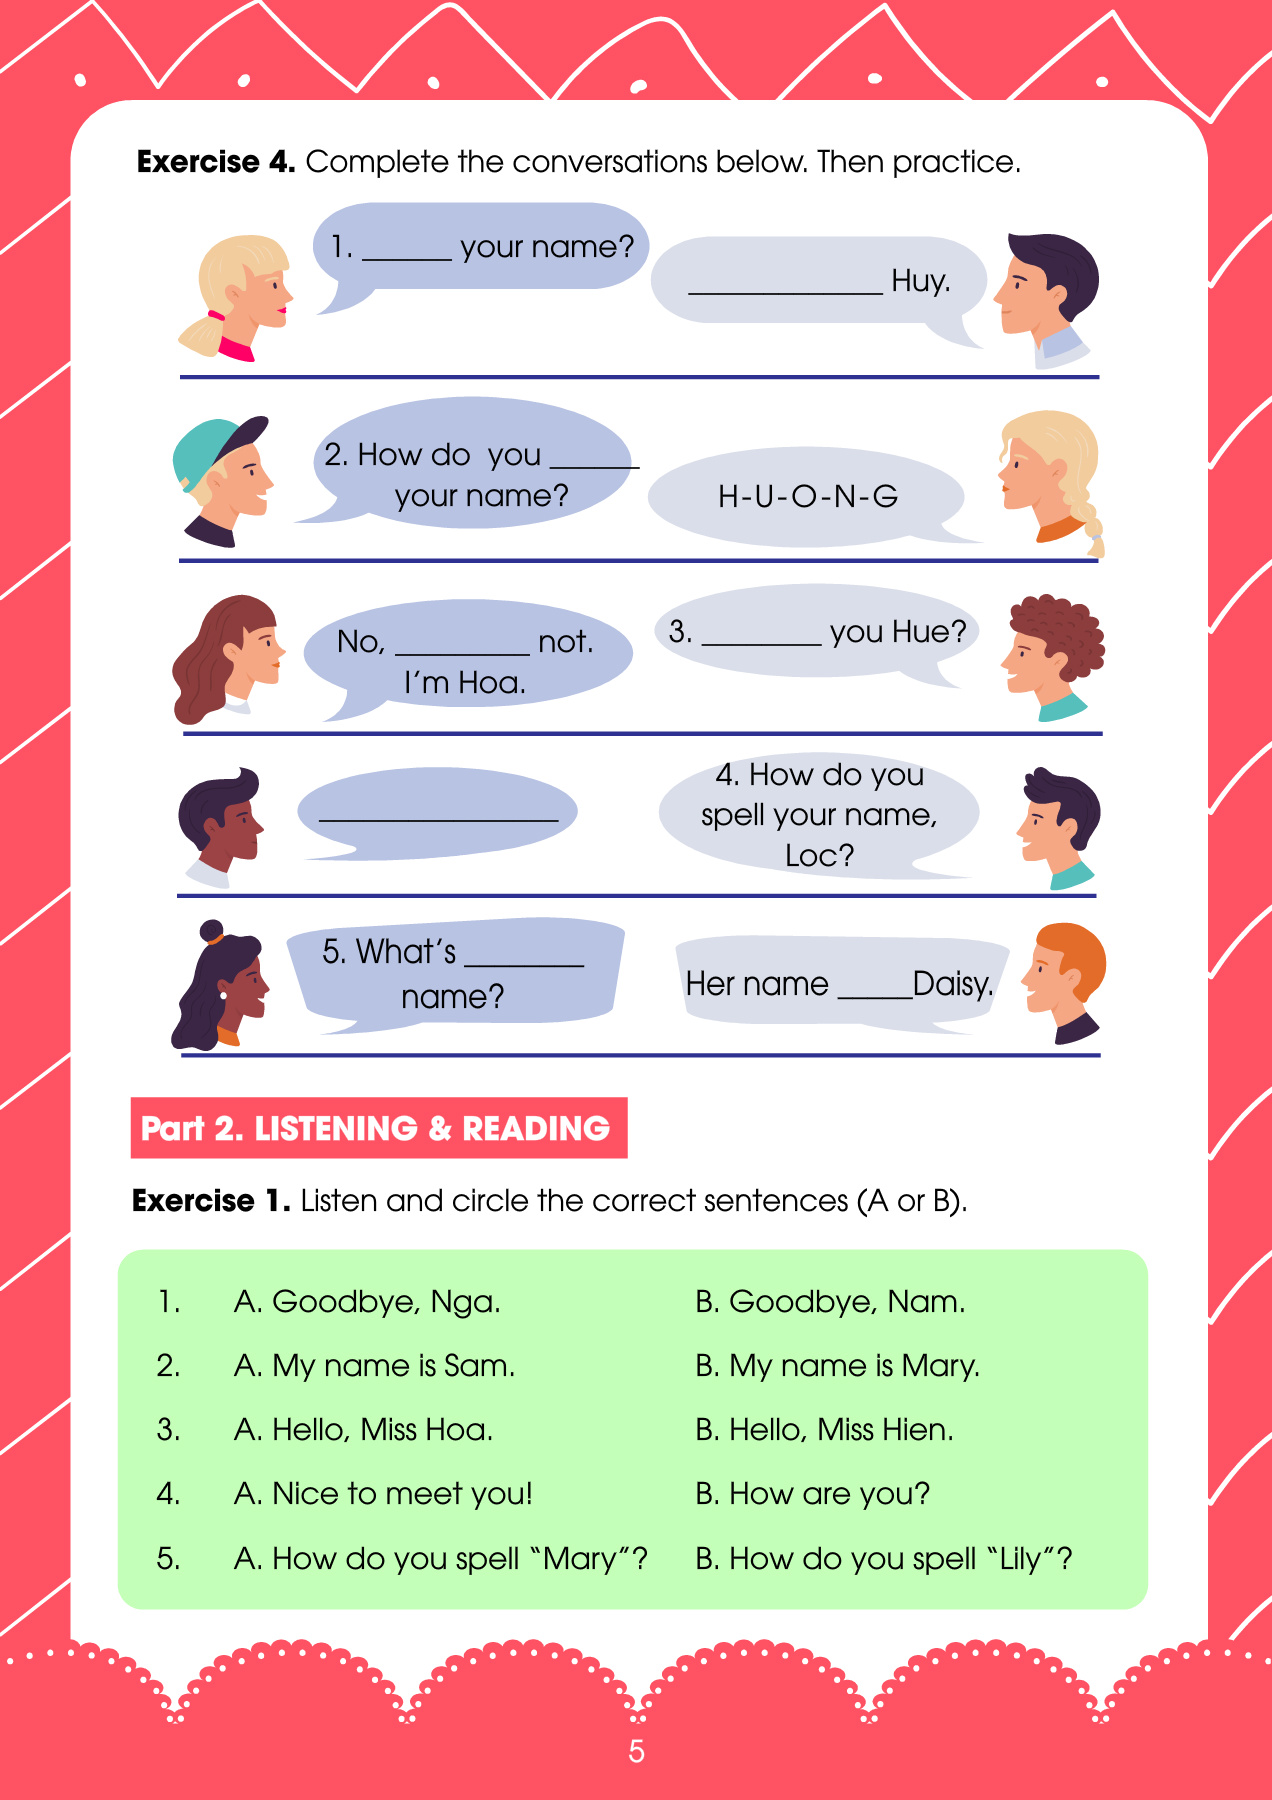 Exercise 4. Complete the conversations below. Then practice.
1. ______ your name?
_____________ Huy.
2. How do  you ______
your name?
H-U-O-N-G
3. ________ you Hue?
No, _________ not.
I'm Hoa.
4. How do you
spell your name,
Loc?
________________
5. What's ________
name?
Her name _____Daisy.
Part 2. LISTENING & READING
Exercise 1. Listen and circle the correct sentences (A or B).
1. A. Goodbye, Nga. B. Goodbye, Nam.
2. A. My name is Sam. B. My name is Mary.
3. A. Hello, Miss Hoa. B. Hello, Miss Hien.
4. A. Nice to meet you! B. How are you?
5. A. How do you spell “Mary”? B. How do you spell “Lily”?
5